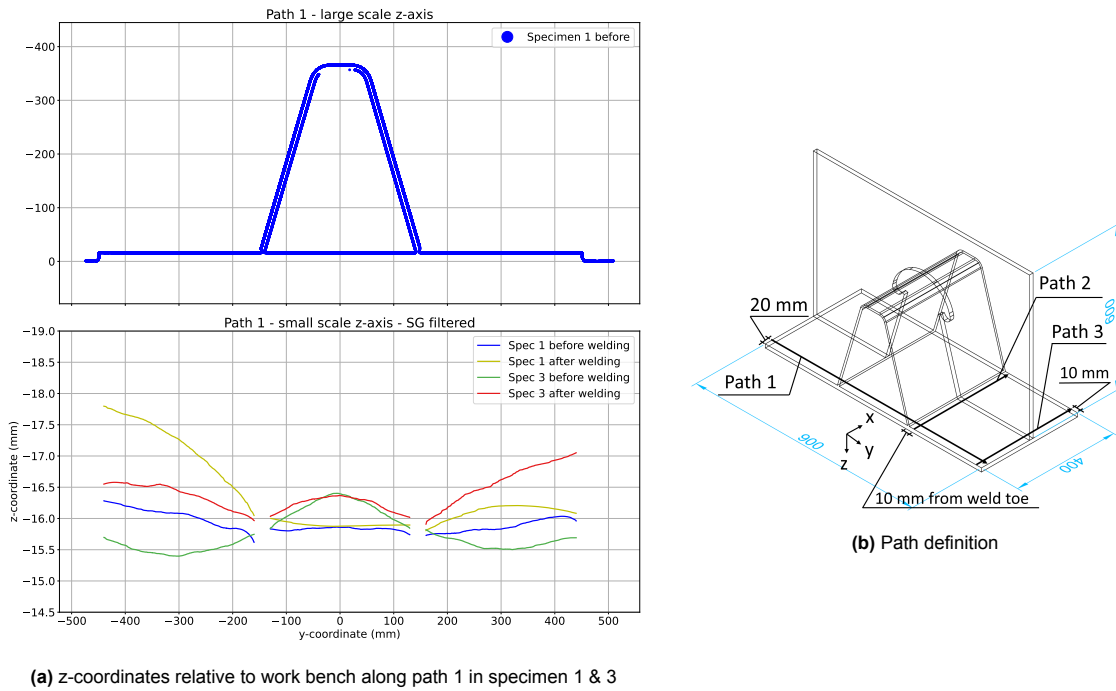 Path 1 - large scale z-axis
Specimen 1 before
−400
−300
−200
−100
0
Path 1 - small scale z-axis - SG filtered
Spec 1 before welding
Spec 1 after welding
Spec 3 before welding
Spec 3 after welding
z-coordinate (mm)
−19.0
−18.5
−18.0
−17.5
−17.0
−16.5
−16.0
−15.5
−15.0
−14.5
−500 −400 −300 −200 −100 0 100 200 300 400 500
y-coordinate (mm)
(a) z-coordinates relative to work bench along path 1 in specimen 1 & 3
20 mm
Path 1
Path 2
Path 3
10 mm
600
900
400
x
y
z
10 mm from weld toe
(b) Path definition